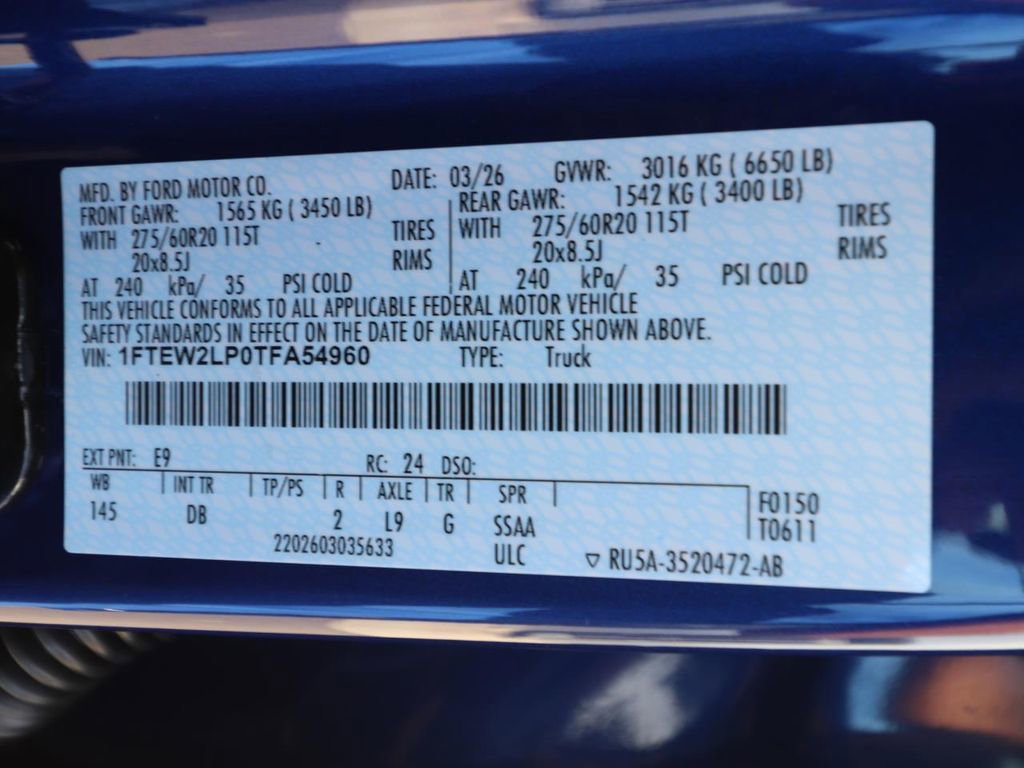 MFD. BY FORD MOTOR CO. DATE: 03/26 GVWR: 3016 KG ( 6650 LB)
FRONT GAWR: 1565 KG ( 3450 LB) REAR GAWR: 1542 KG ( 3400 LB)
WITH 275/60R20 115T TIRES WITH 275/60R20 115T TIRES
20x8.5J RIMS 20x8.5J RIMS
AT 240 kPa/ 35 PSI COLD AT 240 kPa/ 35 PSI COLD
THIS VEHICLE CONFORMS TO ALL APPLICABLE FEDERAL MOTOR VEHICLE
SAFETY STANDARDS IN EFFECT ON THE DATE OF MANUFACTURE SHOWN ABOVE.
VIN: 1FTEW2LP0TFA54960 TYPE: Truck
EXT PNT: E9 RC: 24 DSO:
WB INT TR TP/PS R AXLE TR SPR F0150
145 DB 2 L9 G SSAA T0611
2202603035633 ULC ▽ RU5A-3520472-AB